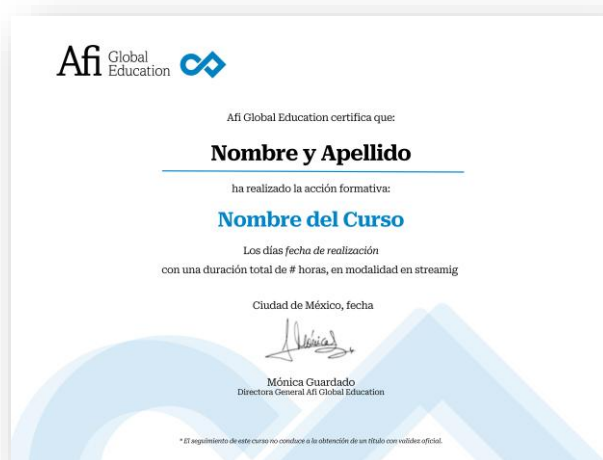 Afi Global
Education
Afi Global Education certifica que:
Nombre y Apellido
ha realizado la acción formativa:
Nombre del Curso
Los días fecha de realización
con una duración total de # horas, en modalidad en streamig
Ciudad de México, fecha
Mónica Guardado
Directora General Afi Global Education
* El seguimiento de este curso no conduce a la obtención de un título con validez oficial.